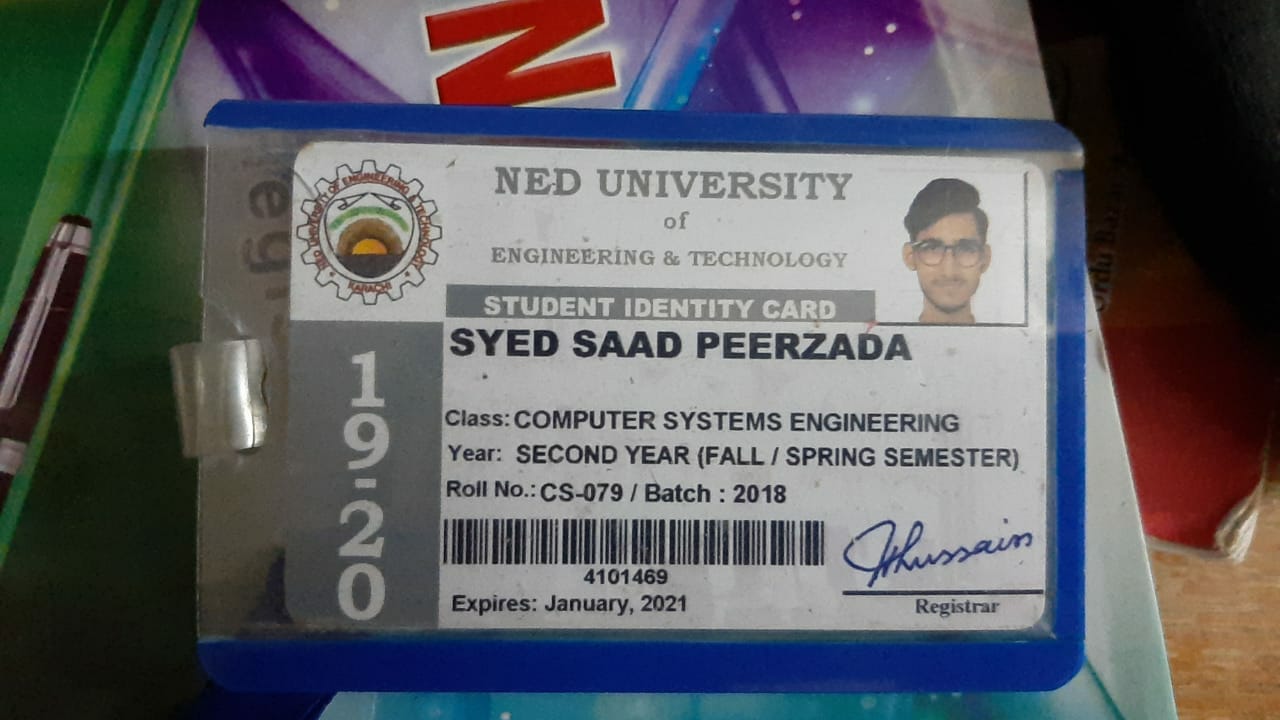 N
NED UNIVERSITY OF ENGINEERING & TECHNOLOGY
KARACHI
NED UNIVERSITY
of
ENGINEERING & TECHNOLOGY
STUDENT IDENTITY CARD
19-20
SYED SAAD PEERZADA
Class: COMPUTER SYSTEMS ENGINEERING
Year: SECOND YEAR (FALL / SPRING SEMESTER)
Roll No.: CS-079 / Batch : 2018
4101469
Expires: January, 2021
Hussain
Registrar